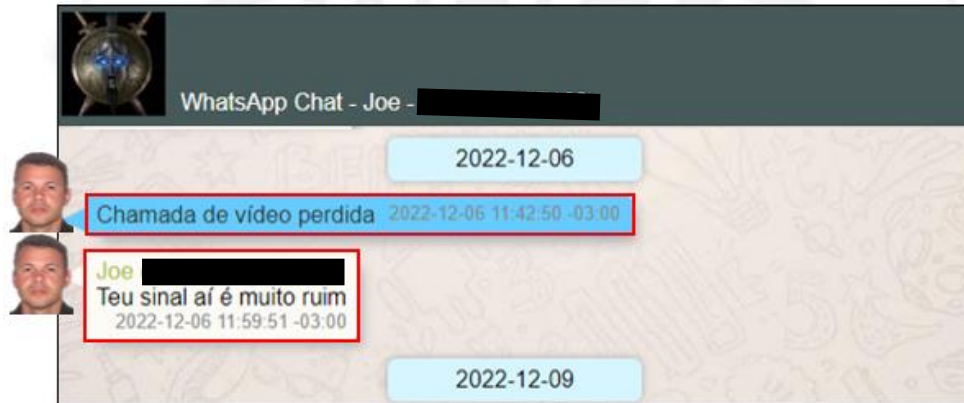 WhatsApp Chat - Joe -
2022-12-06
Chamada de vídeo perdida 2022-12-06 11:42:50 -03:00
Joe
Teu sinal aí é muito ruim
2022-12-06 11:59:51 -03:00
2022-12-09